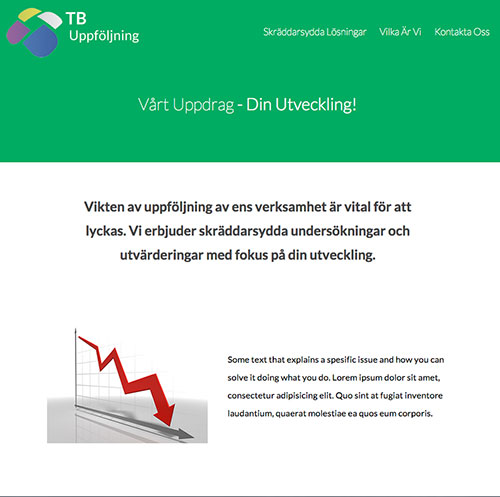 TB
Uppföljning
Skräddarsydda Lösningar Vilka Är Vi Kontakta Oss
Vårt Uppdrag - Din Utveckling!
Vikten av uppföljning av ens verksamhet är vital för att
lyckas. Vi erbjuder skräddarsydda undersökningar och
utvärderingar med fokus på din utveckling.
Some text that explains a spesific issue and how you can
solve it doing what you do. Lorem ipsum dolor sit amet,
consectetur adipisicing elit. Quo sint at fugiat inventore
laudantium, quaerat molestiae ea quos eum corporis.